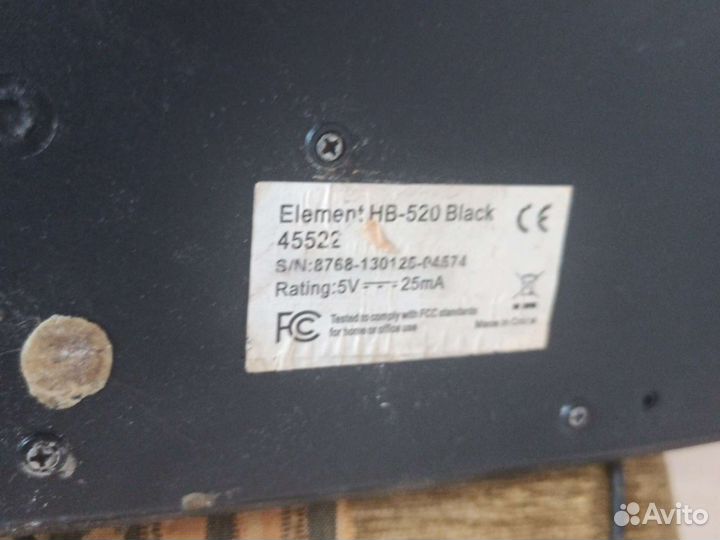 Element HB-520 Black
45522
S/N:8768-130125-04574
Rating:5V 25mA
CE
FC Tested to comply with FCC standards
for home or office use
Made in China
Avito